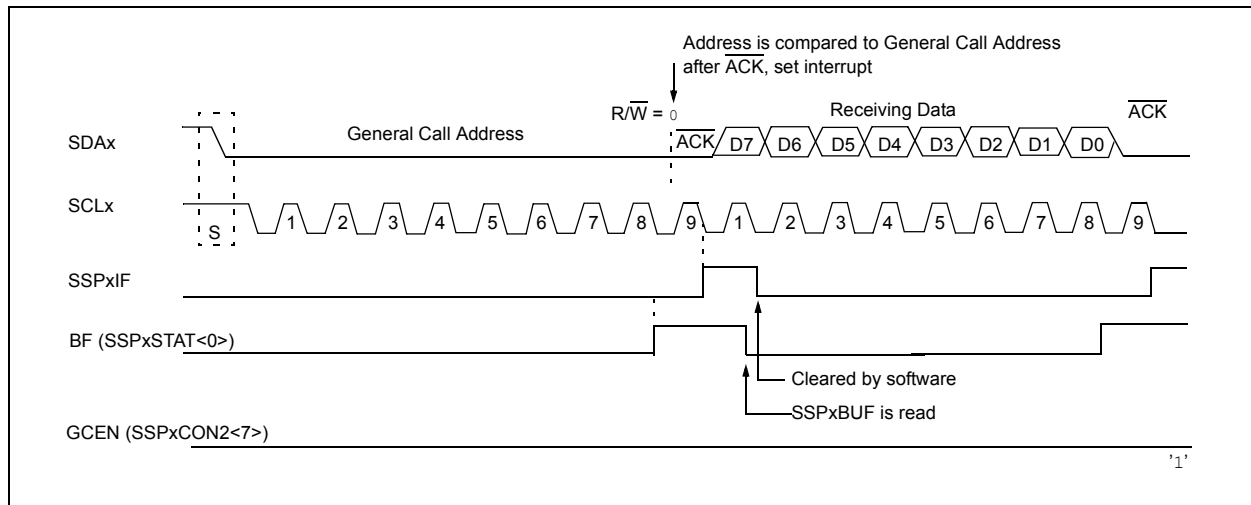 Address is compared to General Call Address
after ACK, set interrupt
R/W = 0
Receiving Data
ACK
SDAx
General Call Address
ACK D7 D6 D5 D4 D3 D2 D1 D0
SCLx
S
1 2 3 4 5 6 7 8 9 1 2 3 4 5 6 7 8 9
SSPxIF
BF (SSPxSTAT<0>)
Cleared by software
SSPxBUF is read
GCEN (SSPxCON2<7>)
'1'